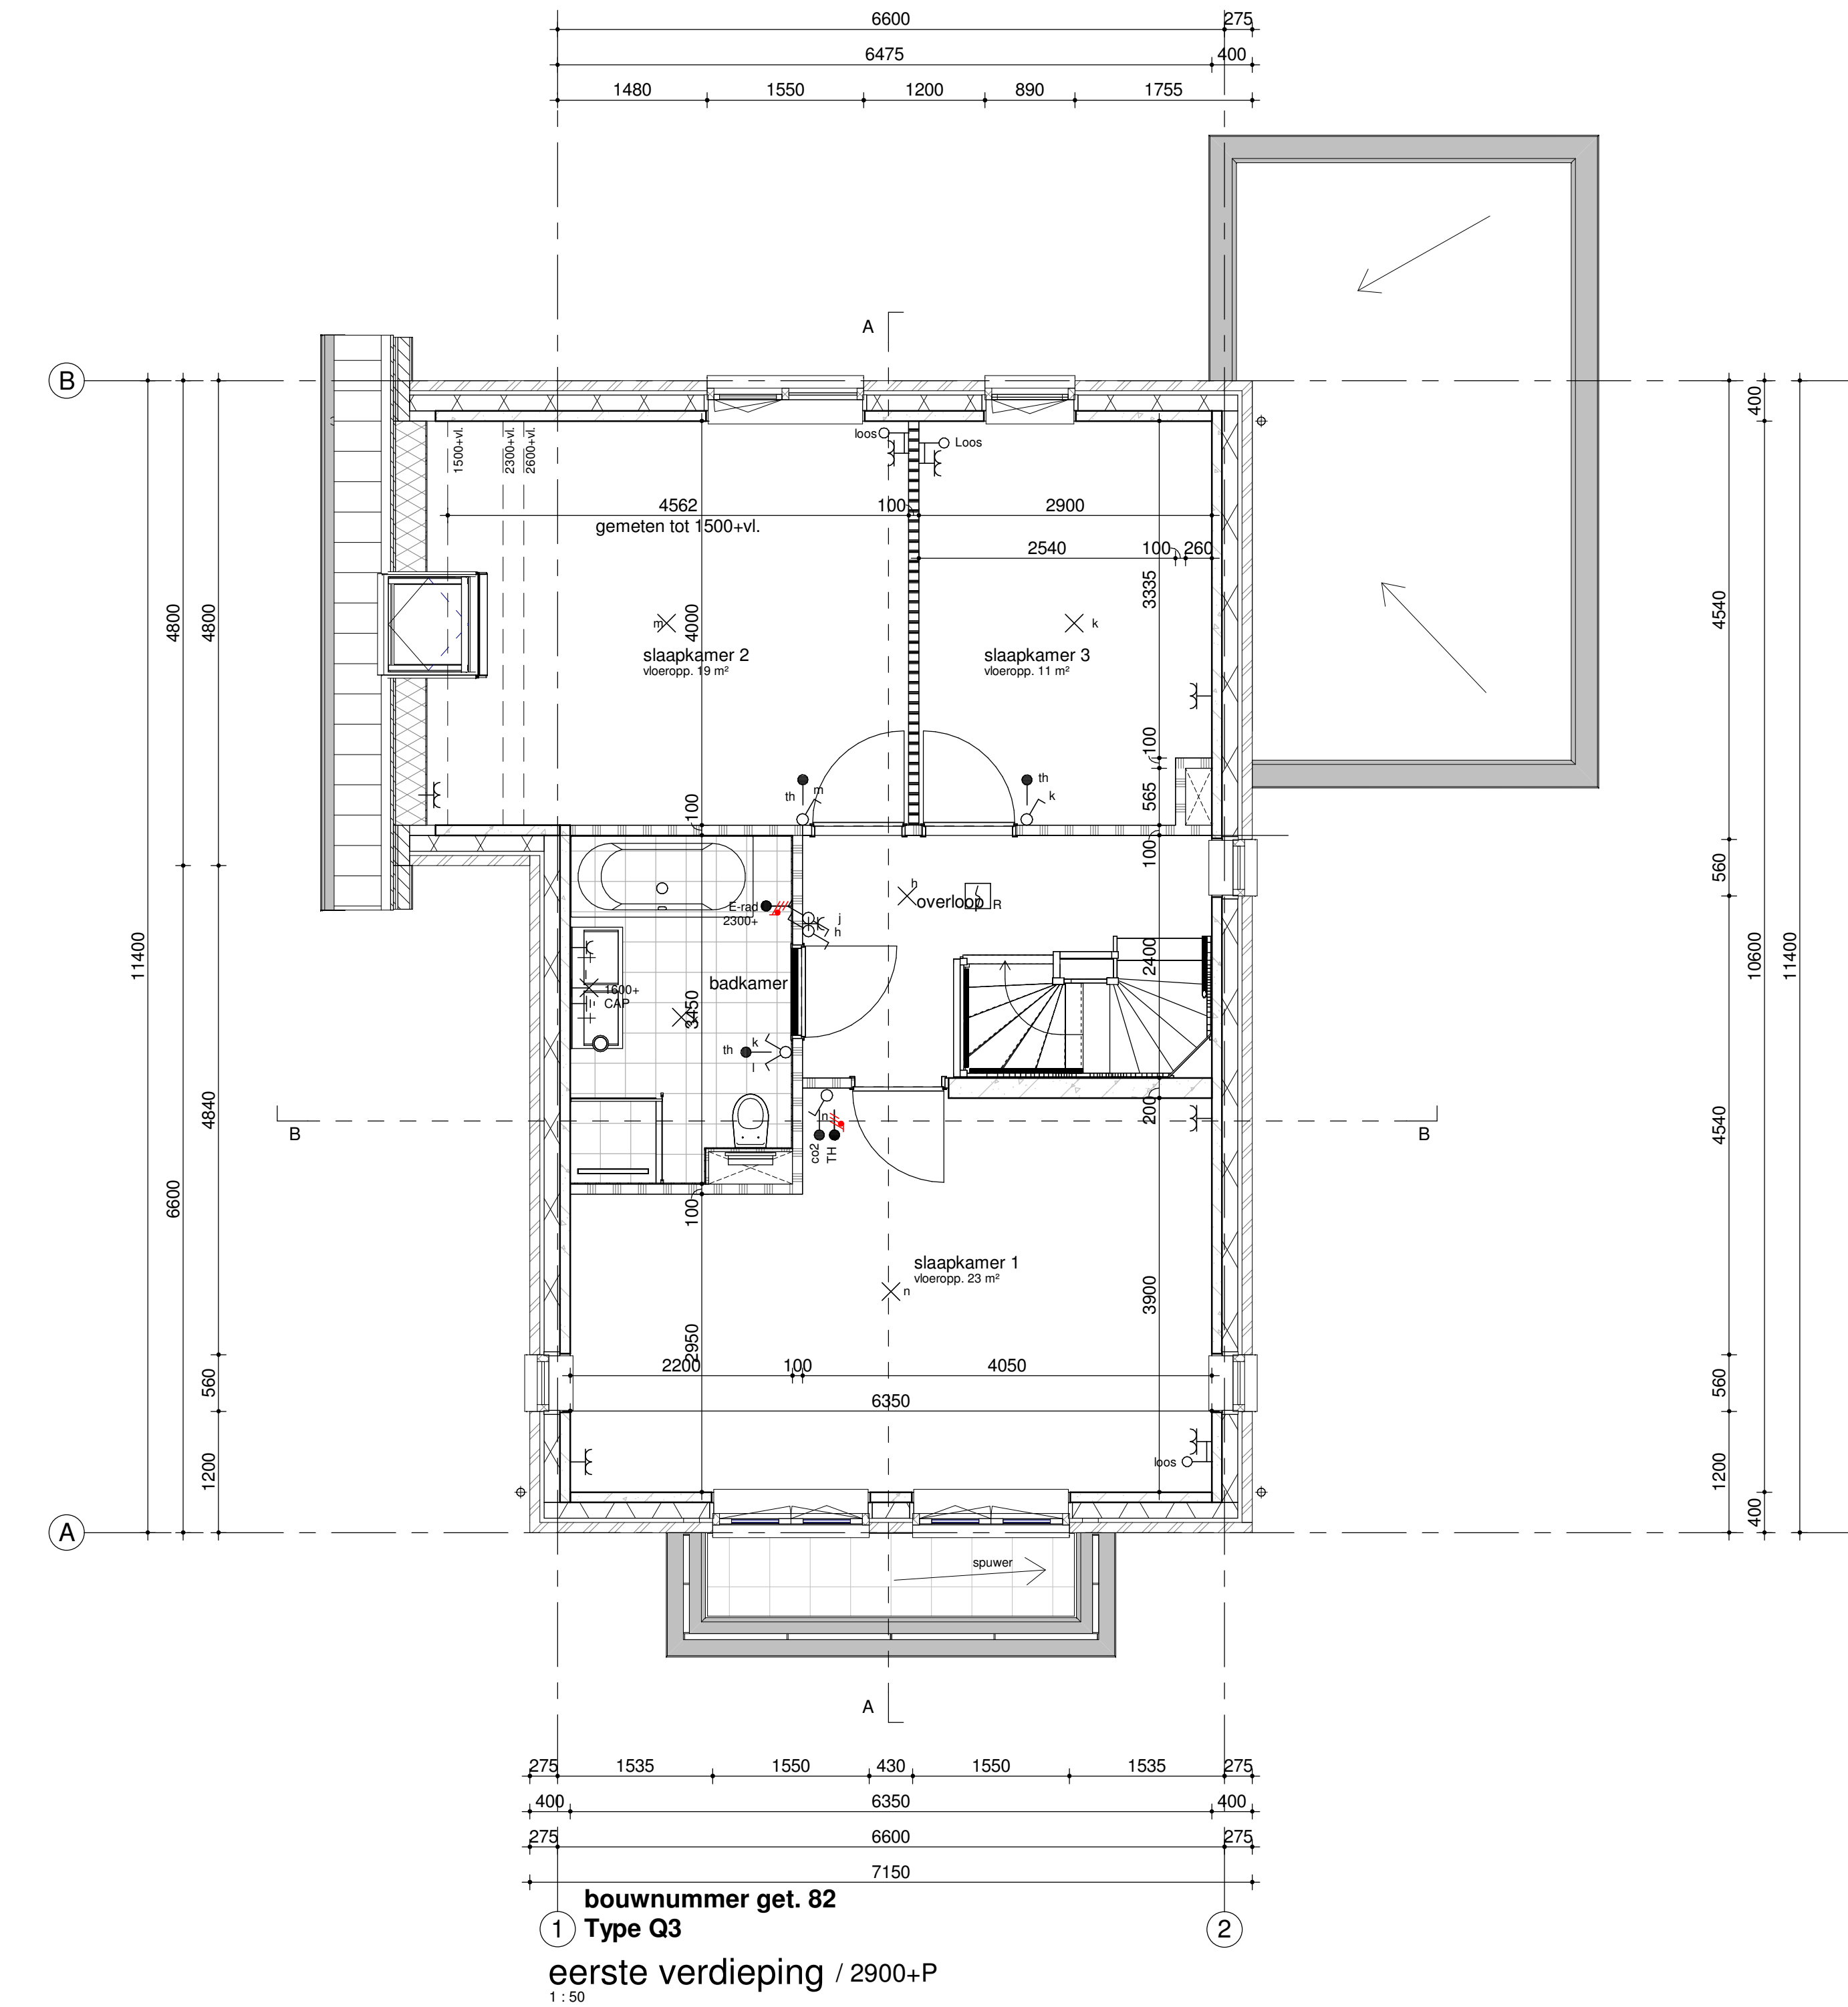 6600 275
6475 400
1480 1550 1200 890 1755
A
B
400
loos
Loos
1500+vl.
2300+vl.
2600+vl.
4562 100 2900
gemeten tot 1500+vl.
2540 100 260
3335
4800
4800
4000
4540
m
k
slaapkamer 2
vloeropp. 19 m²
slaapkamer 3
vloeropp. 11 m²
100
565
th
m
th
k
100
100
560
E-rad
2300+
j
h
h
overloop
R
11400
2400
10600
11400
badkamer
1600+
CAP
3450
th
k
l
4840
200
n
co2
TH
B
B
4540
6600
100
slaapkamer 1
vloeropp. 23 m²
n
3900
2950
2200 100 4050
6350
560
560
1200
loos
1200
400
A
spuwer
A
275 1535 1550 430 1550 1535 275
400 6350 400
275 6600 275
7150
bouwnummer get. 82
1
Type Q3
2
eerste verdieping / 2900+P
1 : 50